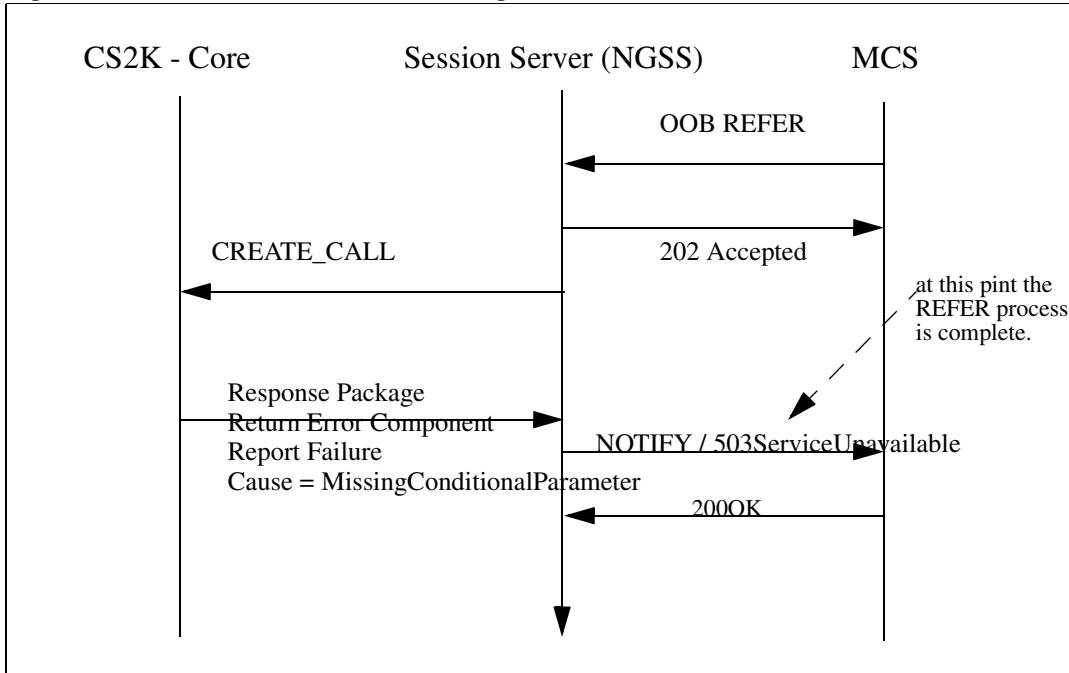 CS2K - Core
Session Server (NGSS)
MCS
OOB REFER
202 Accepted
CREATE_CALL
at this pint the
REFER process
is complete.
Response Package
Return Error Component
Report Failure
Cause = MissingConditionalParameter
NOTIFY / 503ServiceUnavailable
200OK